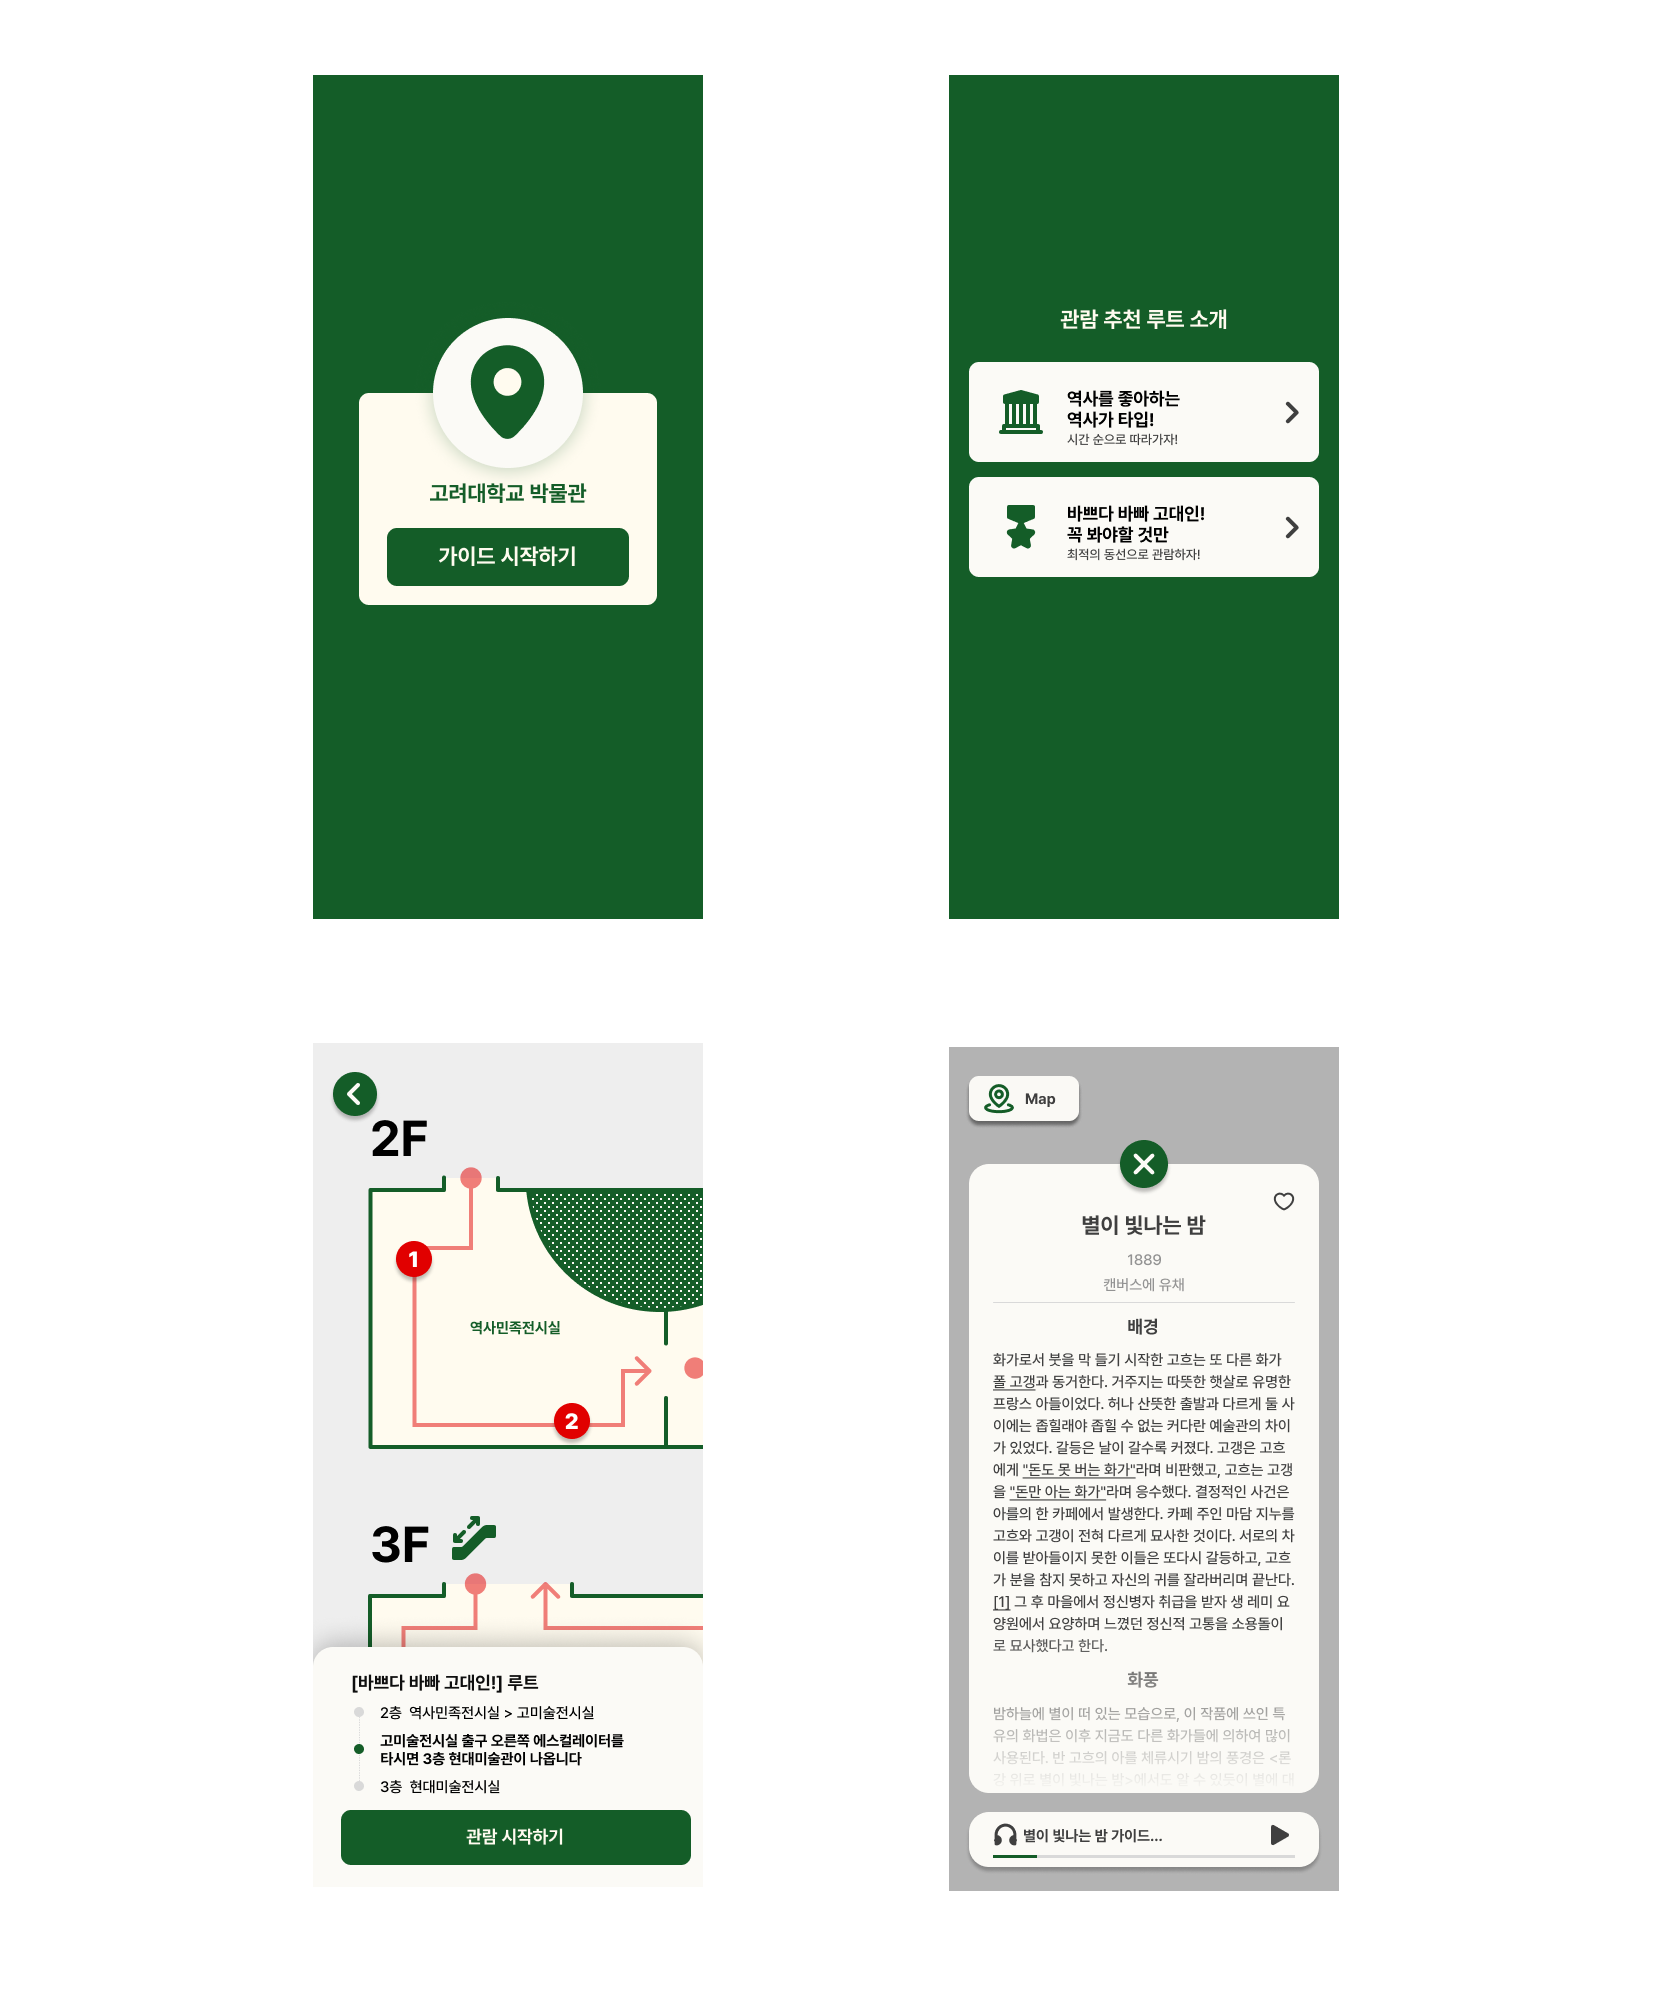 고려대학교 박물관
가이드 시작하기
관람 추천 루트 소개
역사를 좋아하는
역사가 타입!
시간 순으로 따라가자!
바쁘다 바빠 고대인!
꼭 봐야할 것만
최적의 동선으로 관람하자!
2F
1
역사민족전시실
2
3F
[바쁘다 바빠 고대인!] 루트
2층 역사민족전시실 > 고미술전시실
고미술전시실 출구 오른쪽 에스컬레이터를
타시면 3층 현대미술관이 나옵니다
3층 현대미술전시실
관람 시작하기
Map
별이 빛나는 밤
1889
캔버스에 유채
배경
화가로서 붓을 막 들기 시작한 고흐는 또 다른 화가
폴 고갱과 동거한다. 거주지는 따뜻한 햇살로 유명한
프랑스 아들이었다. 허나 산뜻한 출발과 다르게 둘 사
이에는 좁힐래야 좁힐 수 없는 커다란 예술관의 차이
가 있었다. 갈등은 날이 갈수록 커졌다. 고갱은 고흐
에게 "돈도 못 버는 화가"라며 비판했고, 고흐는 고갱
을 "돈만 아는 화가"라며 응수했다. 결정적인 사건은
아를의 한 카페에서 발생한다. 카페 주인 마담 지누를
고흐와 고갱이 전혀 다르게 묘사한 것이다. 서로의 차
이를 받아들이지 못한 이들은 또다시 갈등하고, 고흐
가 분을 참지 못하고 자신의 귀를 잘라버리며 끝난다.
[1] 그 후 마을에서 정신병자 취급을 받자 생 레미 요
양원에서 요양하며 느꼈던 정신적 고통을 소용돌이
로 묘사했다고 한다.
화풍
밤하늘에 별이 떠 있는 모습으로, 이 작품에 쓰인 특
유의 화법은 이후 지금도 다른 화가들에 의하여 많이
사용된다. 반 고흐의 아를 체류시기 밤의 풍경은 <론
강 위로 별이 빛나는 밤>에서도 알 수 있듯이 별에 대
별이 빛나는 밤 가이드...